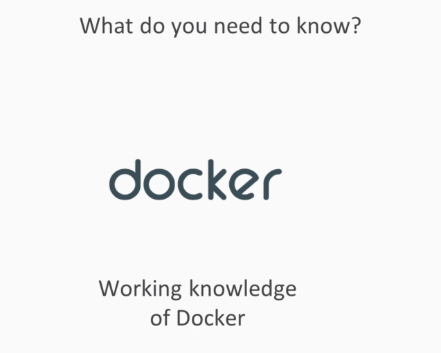 What do you need to know?
docker
Working knowledge
of Docker